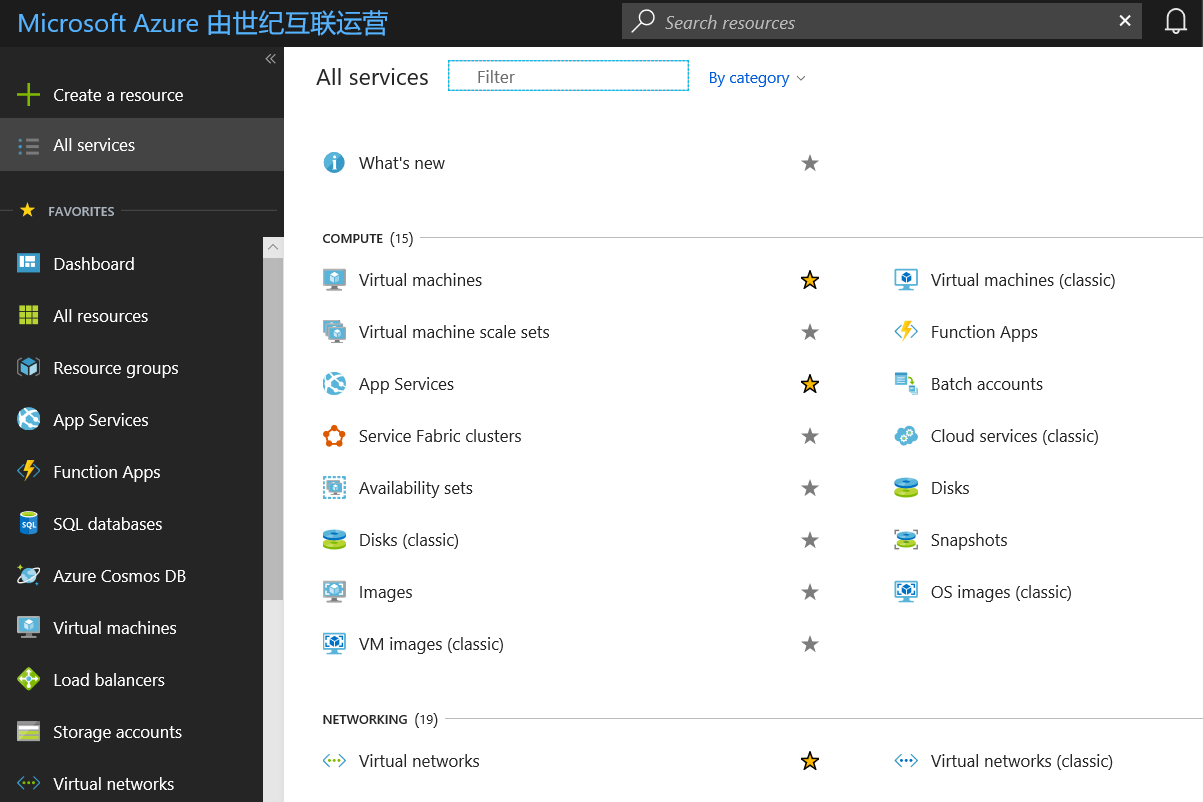 Microsoft Azure 由世纪互联运营
Search resources
Create a resource
All services
FAVORITES
Dashboard
All resources
Resource groups
App Services
Function Apps
SQL databases
Azure Cosmos DB
Virtual machines
Load balancers
Storage accounts
Virtual networks
All services
Filter
By category
What's new
COMPUTE (15)
Virtual machines
Virtual machines (classic)
Virtual machine scale sets
Function Apps
App Services
Batch accounts
Service Fabric clusters
Cloud services (classic)
Availability sets
Disks
Disks (classic)
Snapshots
Images
OS images (classic)
VM images (classic)
NETWORKING (19)
Virtual networks
Virtual networks (classic)